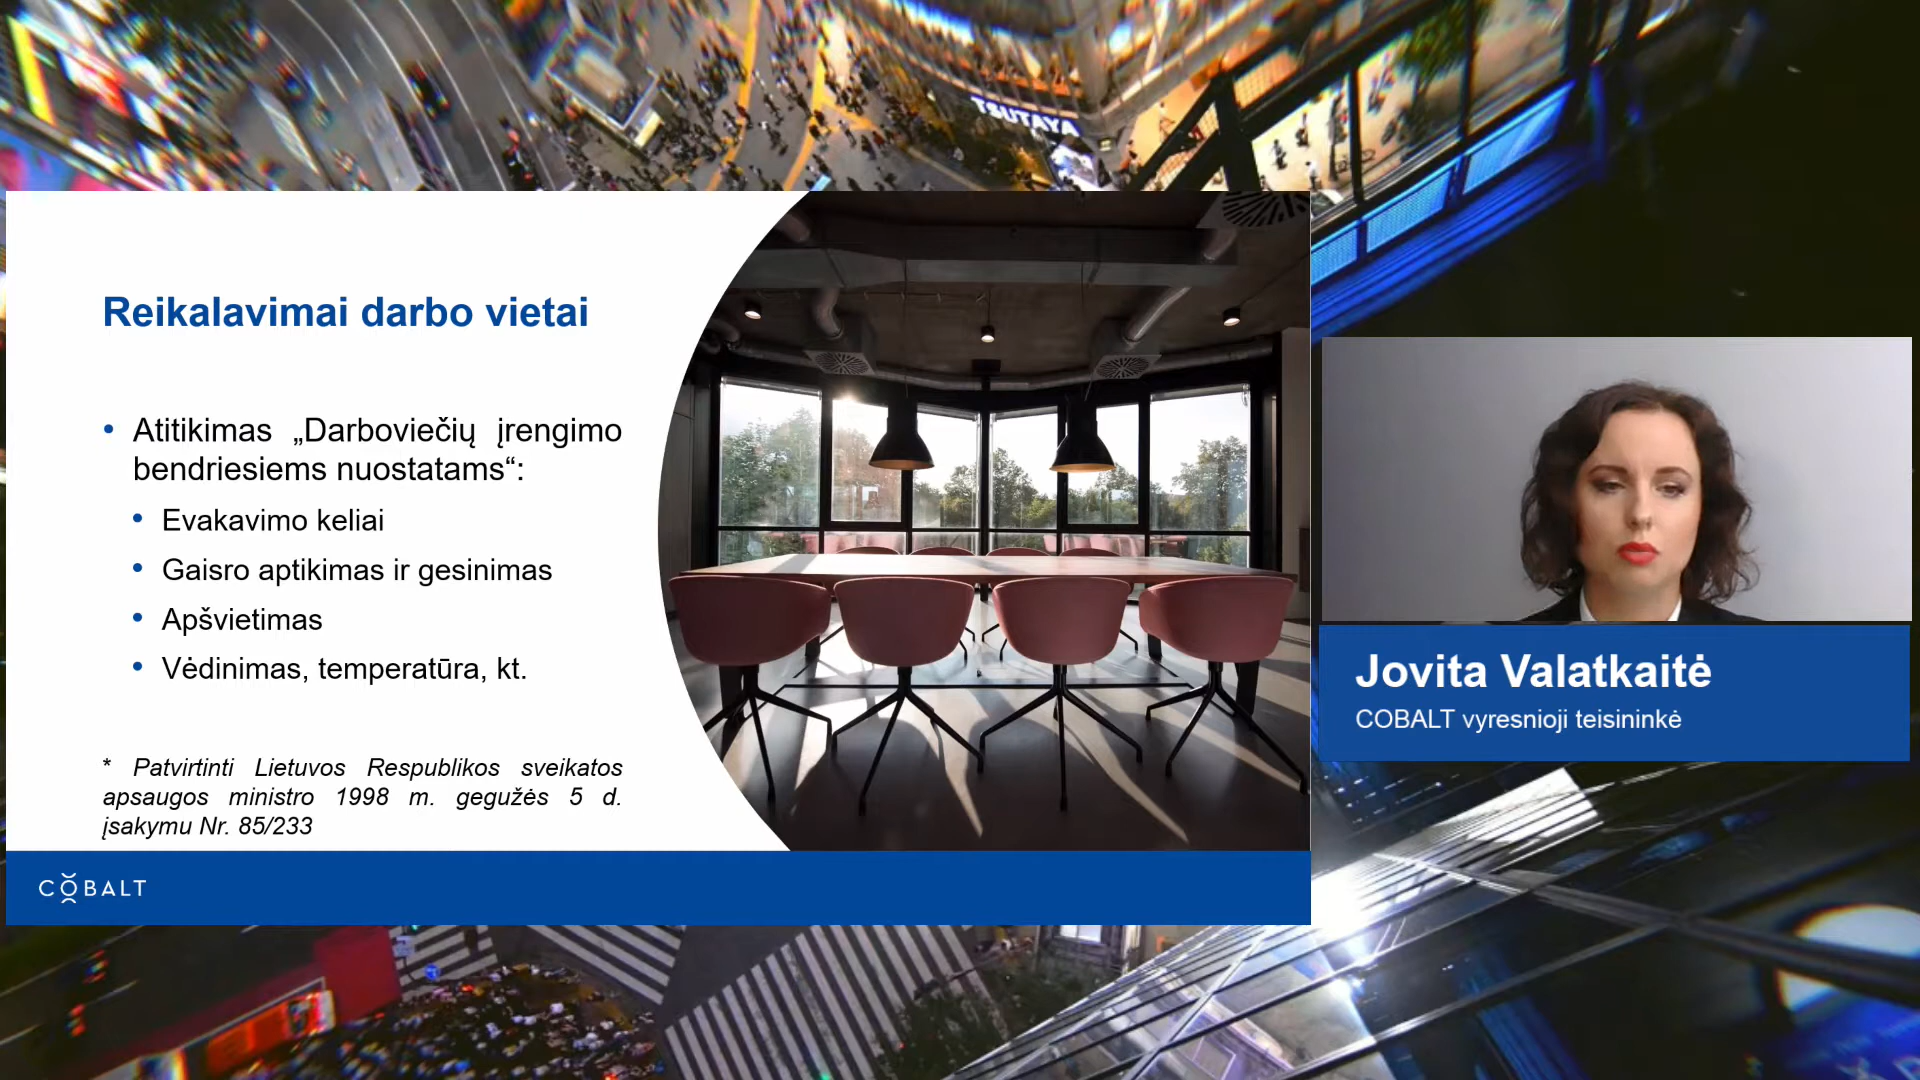 TSUTAYA
Reikalavimai darbo vietai
• Atitikimas „Darboviečių įrengimo
bendriesiems nuostatams“:
• Evakavimo keliai
• Gaisro aptikimas ir gesinimas
• Apšvietimas
• Vėdinimas, temperatūra, kt.
* Patvirtinti Lietuvos Respublikos sveikatos
apsaugos ministro 1998 m. gegužės 5 d.
įsakymu Nr. 85/233
COBALT
Jovita Valatkaitė
COBALT vyresnioji teisininkė